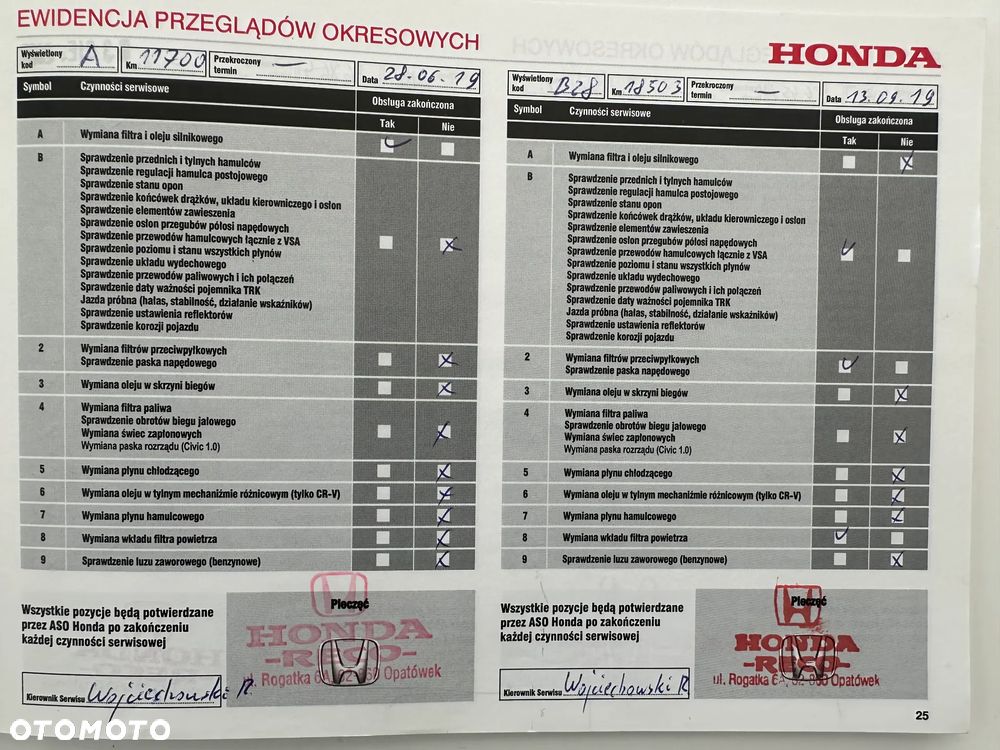 EWIDENCJA PRZEGLĄDÓW OKRESOWYCH
HONDA
Wyświetlony kod A
Km 11700
Przekroczony termin —
Data 28.06.19
Symbol Czynności serwisowe Obsługa zakończona
Tak Nie
A Wymiana filtra i oleju silnikowego
B Sprawdzenie przednich i tylnych hamulców
Sprawdzenie regulacji hamulca postojowego
Sprawdzenie stanu opon
Sprawdzenie końcówek drążków, układu kierowniczego i osłon
Sprawdzenie elementów zawieszenia
Sprawdzenie osłon przegubów półosi napędowych
Sprawdzenie przewodów hamulcowych łącznie z VSA
Sprawdzenie poziomu i stanu wszystkich płynów
Sprawdzenie układu wydechowego
Sprawdzenie przewodów paliwowych i ich połączeń
Sprawdzenie daty ważności pojemnika TRK
Jazda próbna (hałas, stabilność, działanie wskaźników)
Sprawdzenie ustawienia reflektorów
Sprawdzenie korozji pojazdu
2 Wymiana filtrów przeciwpyłkowych
Sprawdzenie paska napędowego
3 Wymiana oleju w skrzyni biegów
4 Wymiana filtra paliwa
Sprawdzenie obrotów biegu jałowego
Wymiana świec zapłonowych
Wymiana paska rozrządu (Civic 1.0)
5 Wymiana płynu chłodzącego
6 Wymiana oleju w tylnym mechaniźmie różnicowym (tylko CR-V)
7 Wymiana płynu hamulcowego
8 Wymiana wkładu filtra powietrza
9 Sprawdzenie luzu zaworowego (benzynowe)
Wszystkie pozycje będą potwierdzane
przez ASO Honda po zakończeniu
każdej czynności serwisowej
Pieczęć
HONDA
ul. Rogatka Opatówek
Kierownik Serwisu Wojciechowski R.
Wyświetlony kod B28
Km 18503
Przekroczony termin —
Data 13.09.19
Symbol Czynności serwisowe Obsługa zakończona
Tak Nie
A Wymiana filtra i oleju silnikowego
B Sprawdzenie przednich i tylnych hamulców
Sprawdzenie regulacji hamulca postojowego
Sprawdzenie stanu opon
Sprawdzenie końcówek drążków, układu kierowniczego i osłon
Sprawdzenie elementów zawieszenia
Sprawdzenie osłon przegubów półosi napędowych
Sprawdzenie przewodów hamulcowych łącznie z VSA
Sprawdzenie poziomu i stanu wszystkich płynów
Sprawdzenie układu wydechowego
Sprawdzenie przewodów paliwowych i ich połączeń
Sprawdzenie daty ważności pojemnika TRK
Jazda próbna (hałas, stabilność, działanie wskaźników)
Sprawdzenie ustawienia reflektorów
Sprawdzenie korozji pojazdu
2 Wymiana filtrów przeciwpyłkowych
Sprawdzenie paska napędowego
3 Wymiana oleju w skrzyni biegów
4 Wymiana filtra paliwa
Sprawdzenie obrotów biegu jałowego
Wymiana świec zapłonowych
Wymiana paska rozrządu (Civic 1.0)
5 Wymiana płynu chłodzącego
6 Wymiana oleju w tylnym mechaniźmie różnicowym (tylko CR-V)
7 Wymiana płynu hamulcowego
8 Wymiana wkładu filtra powietrza
9 Sprawdzenie luzu zaworowego (benzynowe)
Wszystkie pozycje będą potwierdzane
przez ASO Honda po zakończeniu
każdej czynności serwisowej
Pieczęć
HONDA
ul. Rogatka Opatówek
Kierownik Serwisu Wojciechowski R
25
OTOMOTO